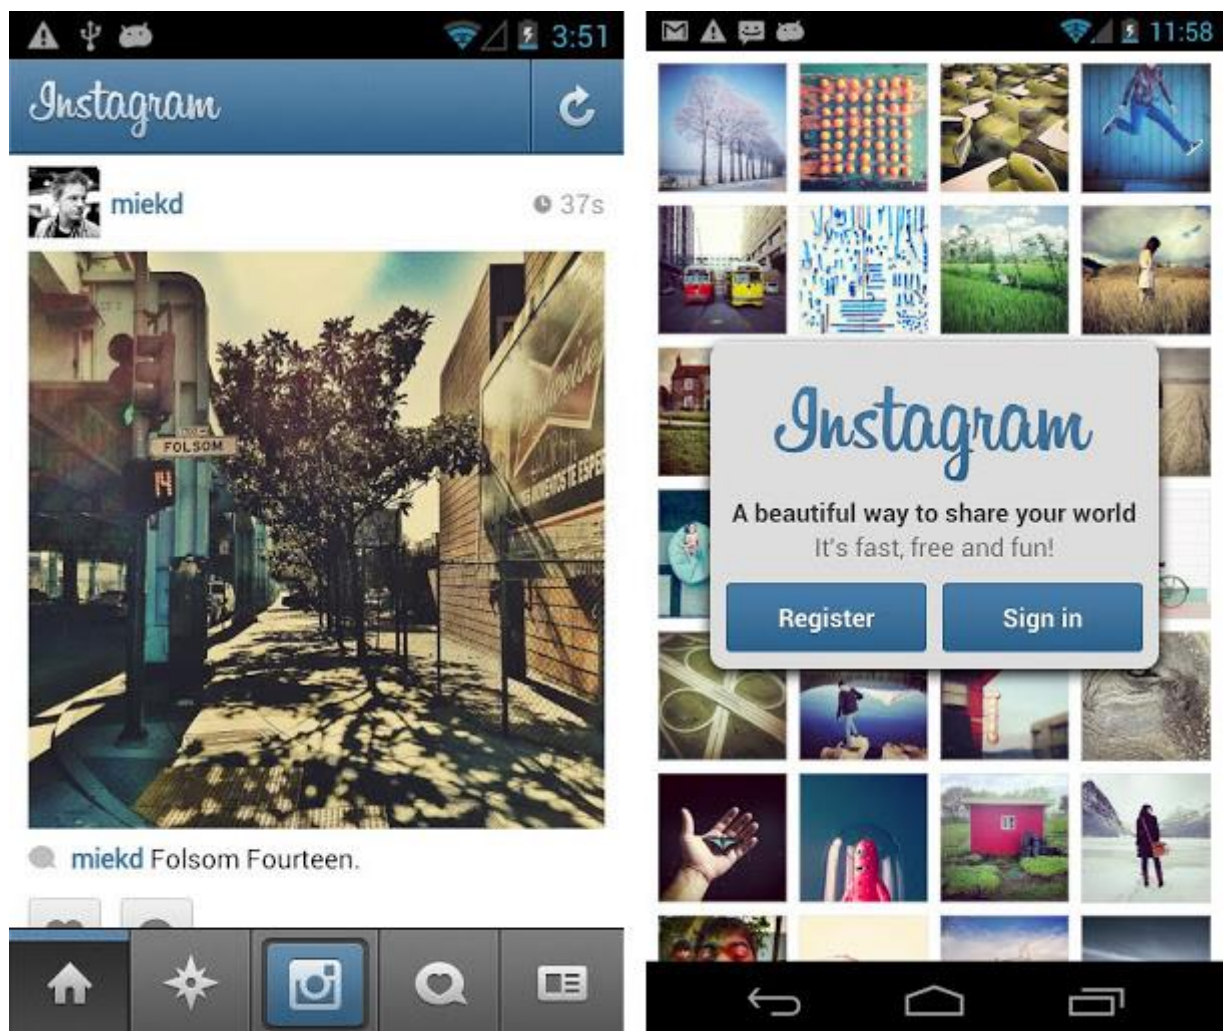 3:51
Instagram
miekd
37s
FOLSOM
14
miekd Folsom Fourteen.
11:58
Instagram
A beautiful way to share your world
It's fast, free and fun!
Register
Sign in